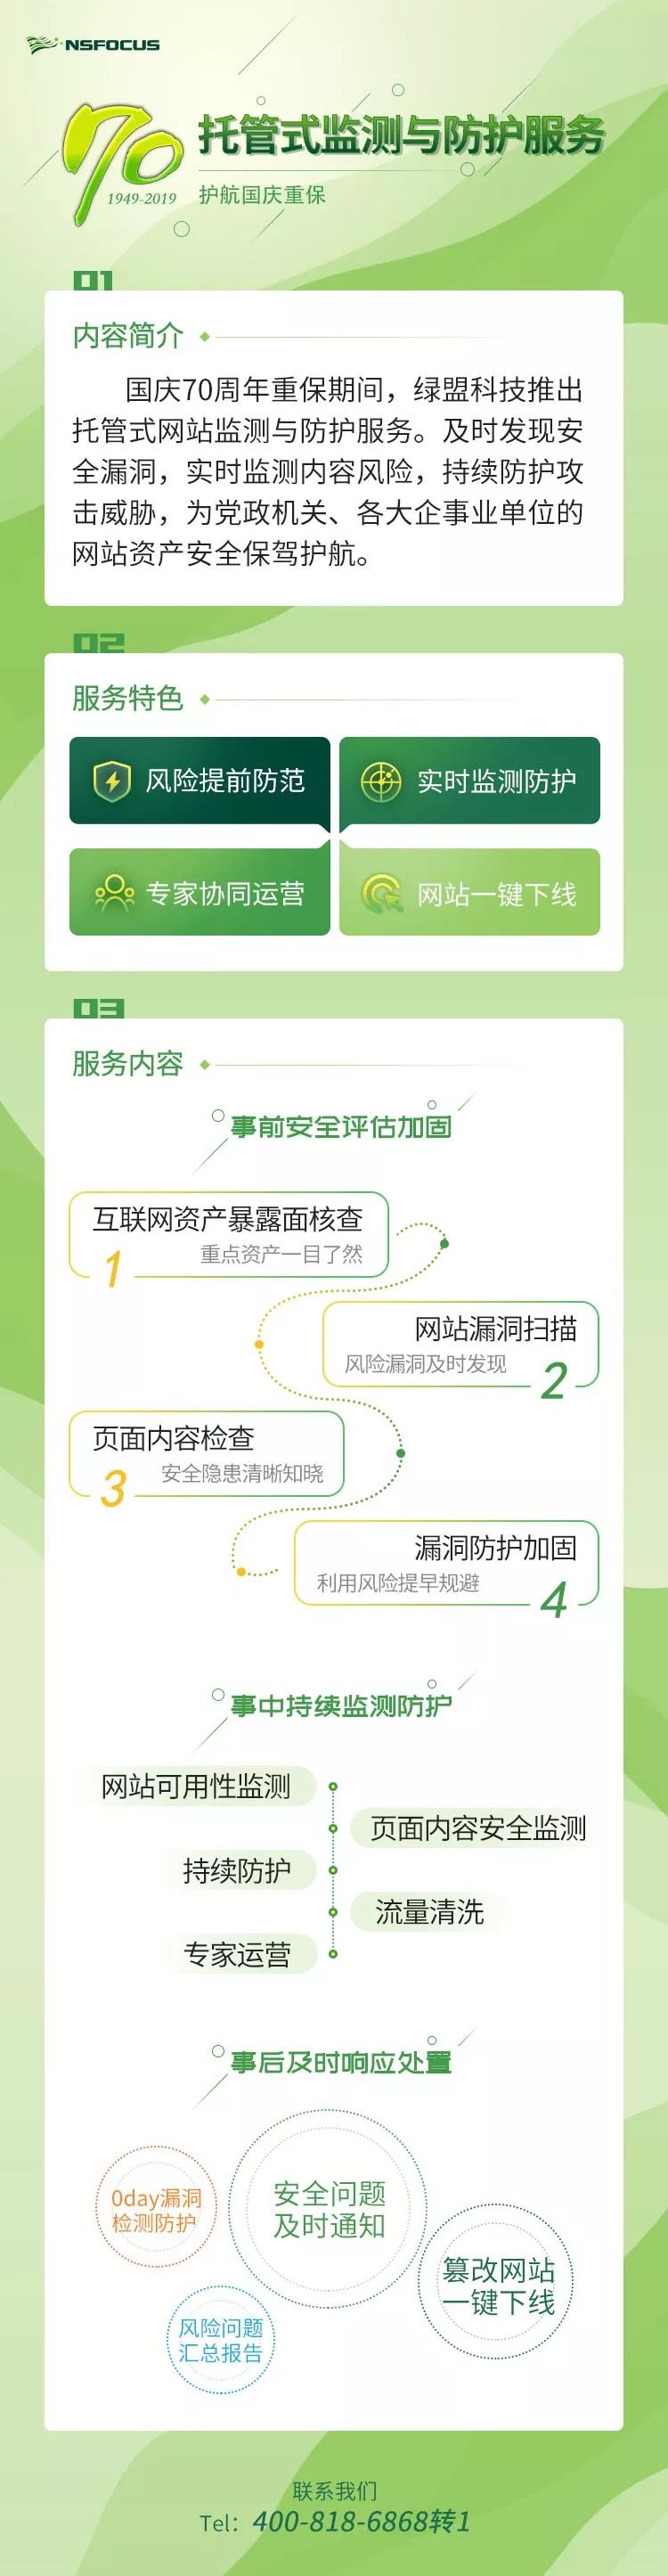 NSFOCUS
70
1949-2019
托管式监测与防护服务
护航国庆重保
01
内容简介
国庆70周年重保期间，绿盟科技推出
托管式网站监测与防护服务。及时发现安
全漏洞，实时监测内容风险，持续防护攻
击威胁，为党政机关、各大企事业单位的
网站资产安全保驾护航。
02
服务特色
风险提前防范
实时监测防护
专家协同运营
网站一键下线
03
服务内容
事前安全评估加固
互联网资产暴露面核查
重点资产一目了然
1
网站漏洞扫描
风险漏洞及时发现
2
页面内容检查
安全隐患清晰知晓
3
漏洞防护加固
利用风险提早规避
4
事中持续监测防护
网站可用性监测
页面内容安全监测
持续防护
流量清洗
专家运营
事后及时响应处置
0day漏洞
检测防护
安全问题
及时通知
篡改网站
一键下线
风险问题
汇总报告
联系我们
Tel：400-818-6868转1